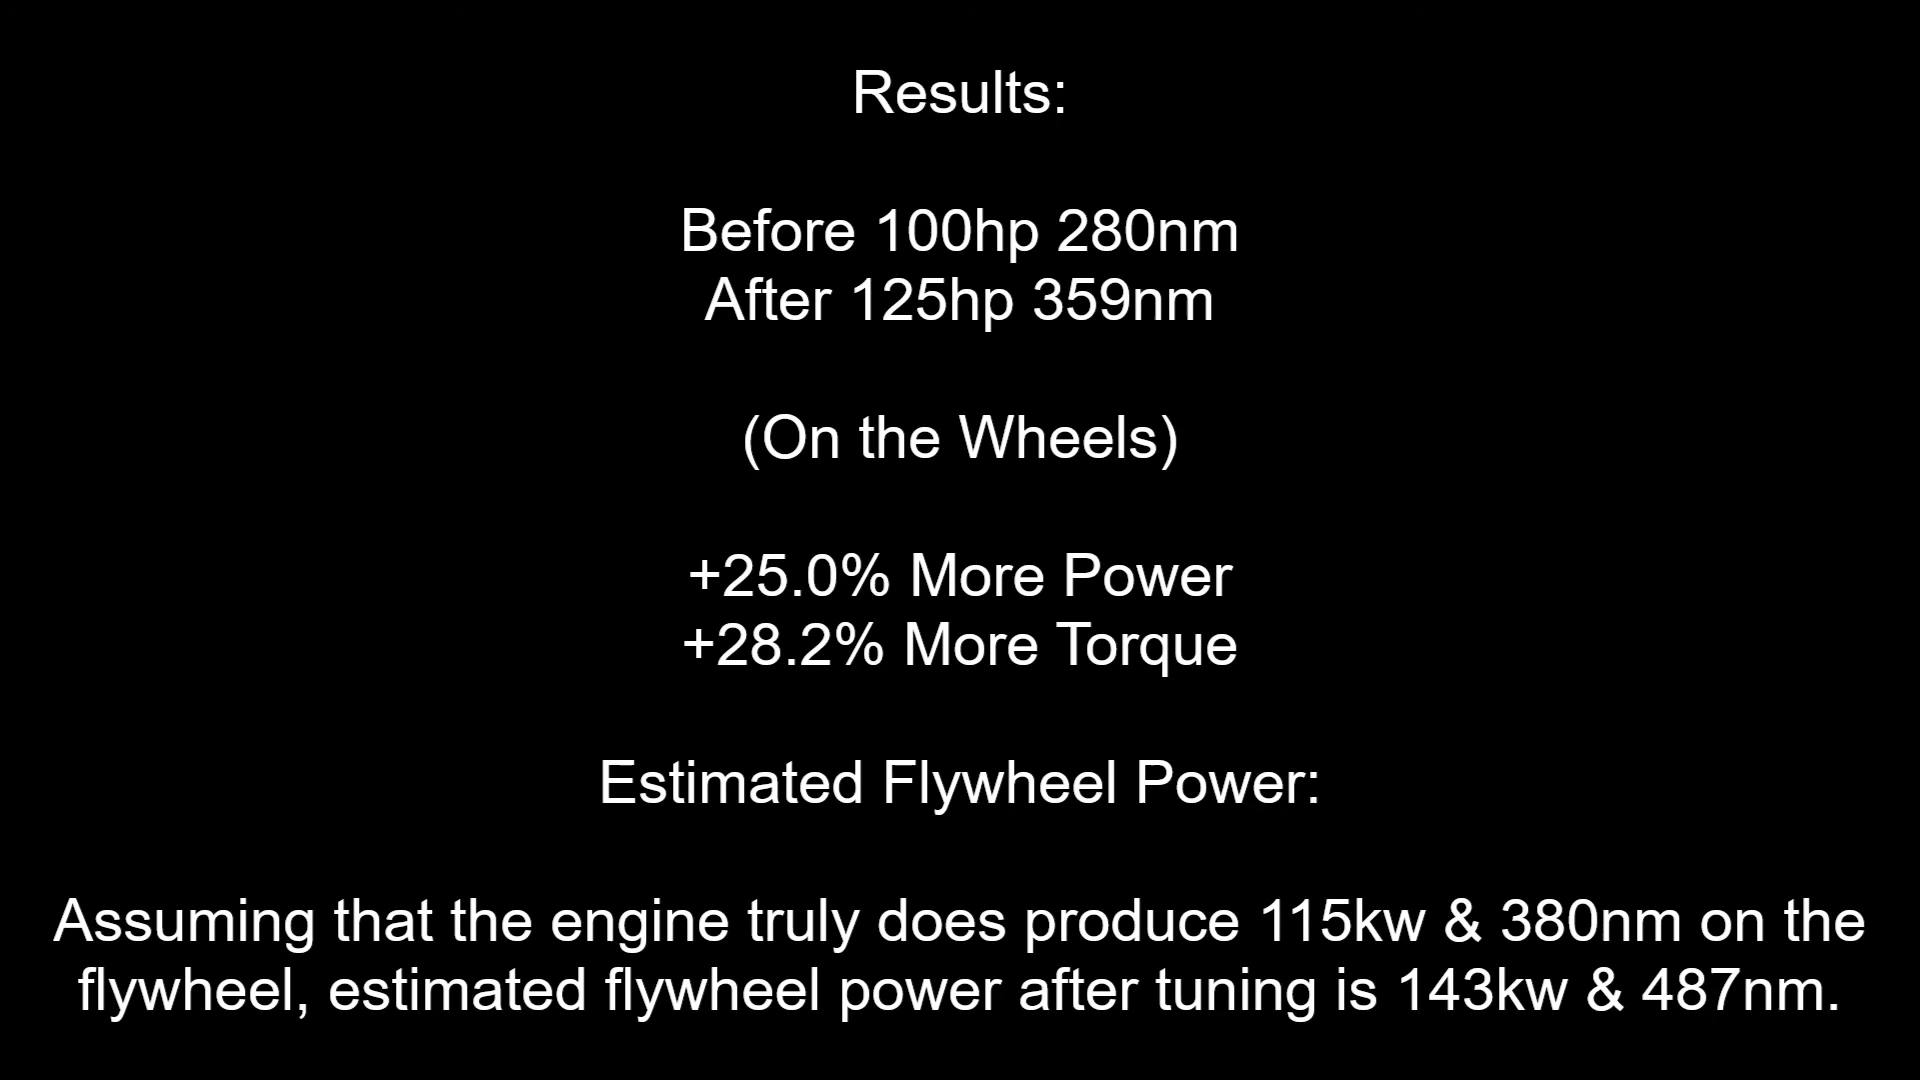 Results:
Before 100hp 280nm
After 125hp 359nm
(On the Wheels)
+25.0% More Power
+28.2% More Torque
Estimated Flywheel Power:
Assuming that the engine truly does produce 115kw & 380nm on the
flywheel, estimated flywheel power after tuning is 143kw & 487nm.